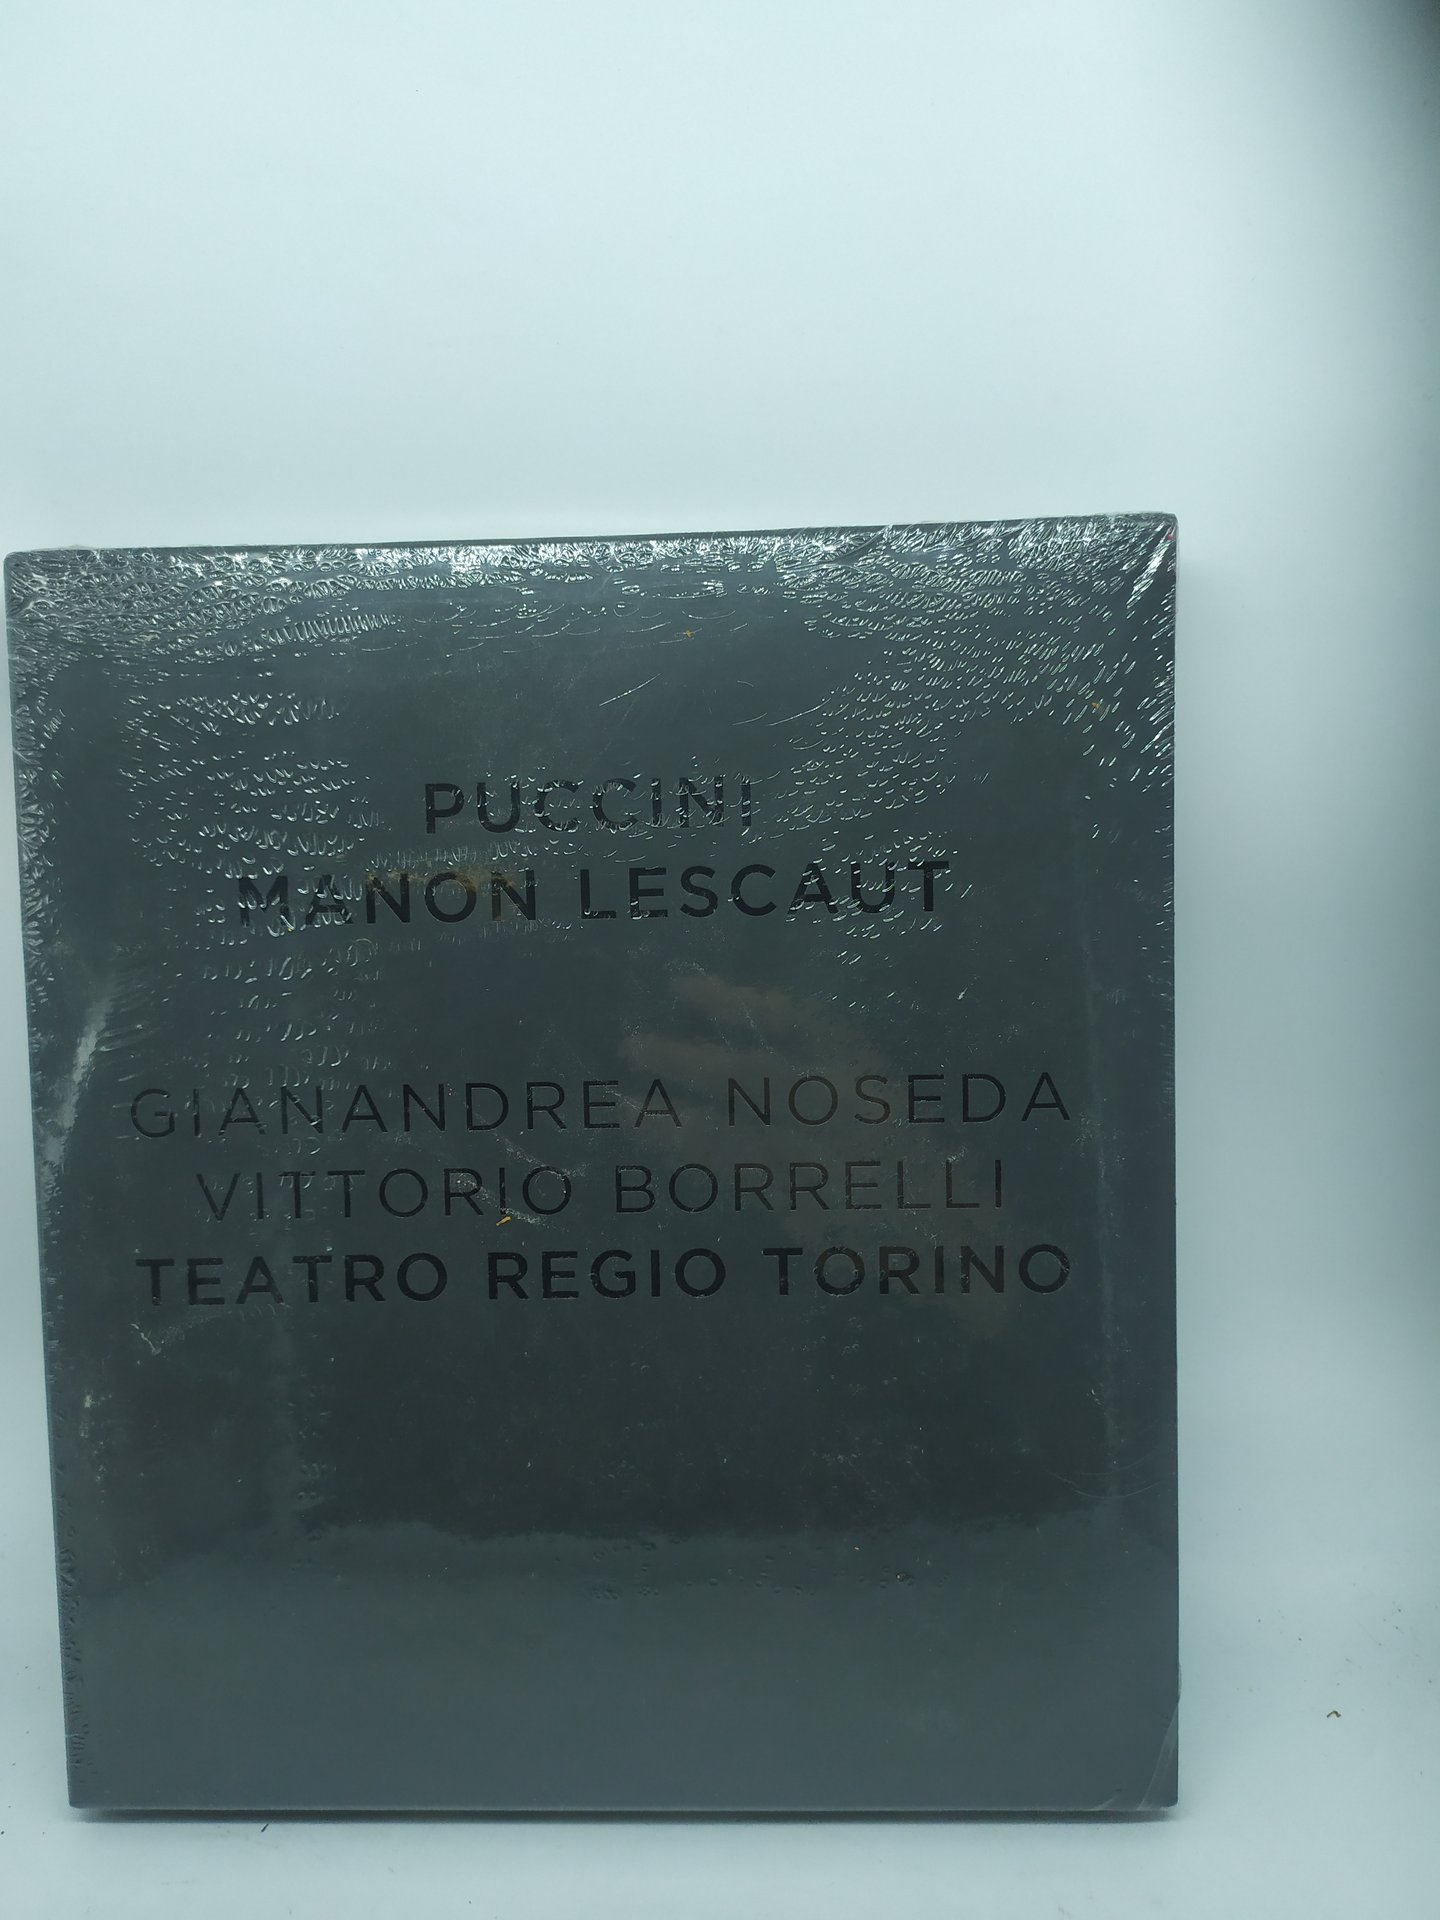 PUCCINI
MANON LESCAUT
GIANANDREA NOSEDA
VITTORIO BORRELLI
TEATRO REGIO TORINO